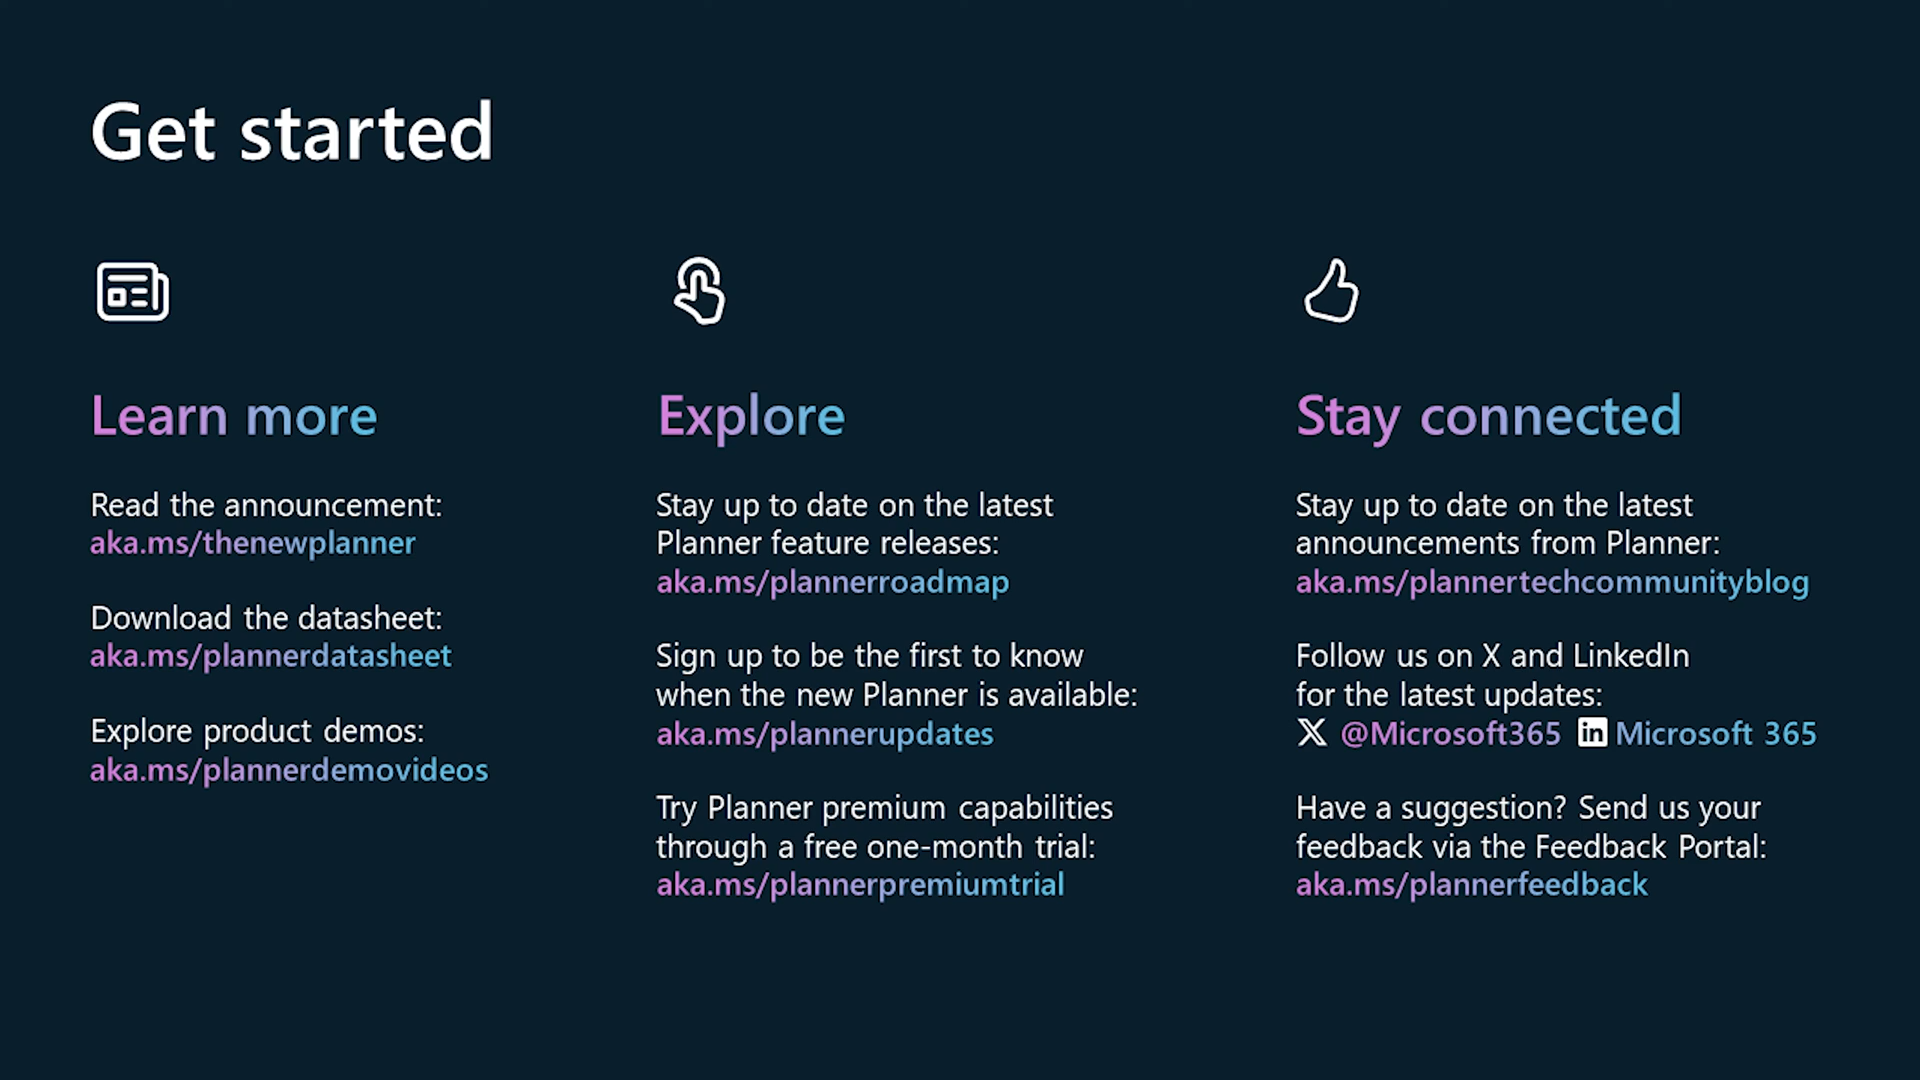 Get started
Learn more
Read the announcement:
aka.ms/thenewplanner
Download the datasheet:
aka.ms/plannerdatasheet
Explore product demos:
aka.ms/plannerdemovideos
Explore
Stay up to date on the latest
Planner feature releases:
aka.ms/plannerroadmap
Sign up to be the first to know
when the new Planner is available:
aka.ms/plannerupdates
Try Planner premium capabilities
through a free one-month trial:
aka.ms/plannerpremiumtrial
Stay connected
Stay up to date on the latest
announcements from Planner:
aka.ms/plannertechcommunityblog
Follow us on X and LinkedIn
for the latest updates:
X @Microsoft365 in Microsoft 365
Have a suggestion? Send us your
feedback via the Feedback Portal:
aka.ms/plannerfeedback